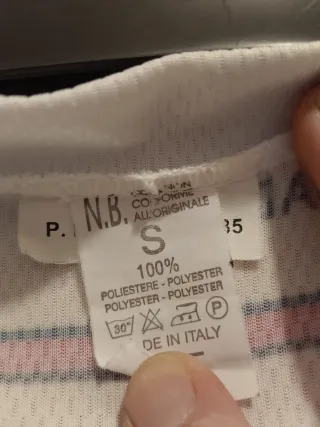 N.B. CONFORME
ALL'ORIGINALE
P. 35
S
100%
POLIESTERE - POLYESTER
POLYESTER - POLYESTER
30° P
DE IN ITALY